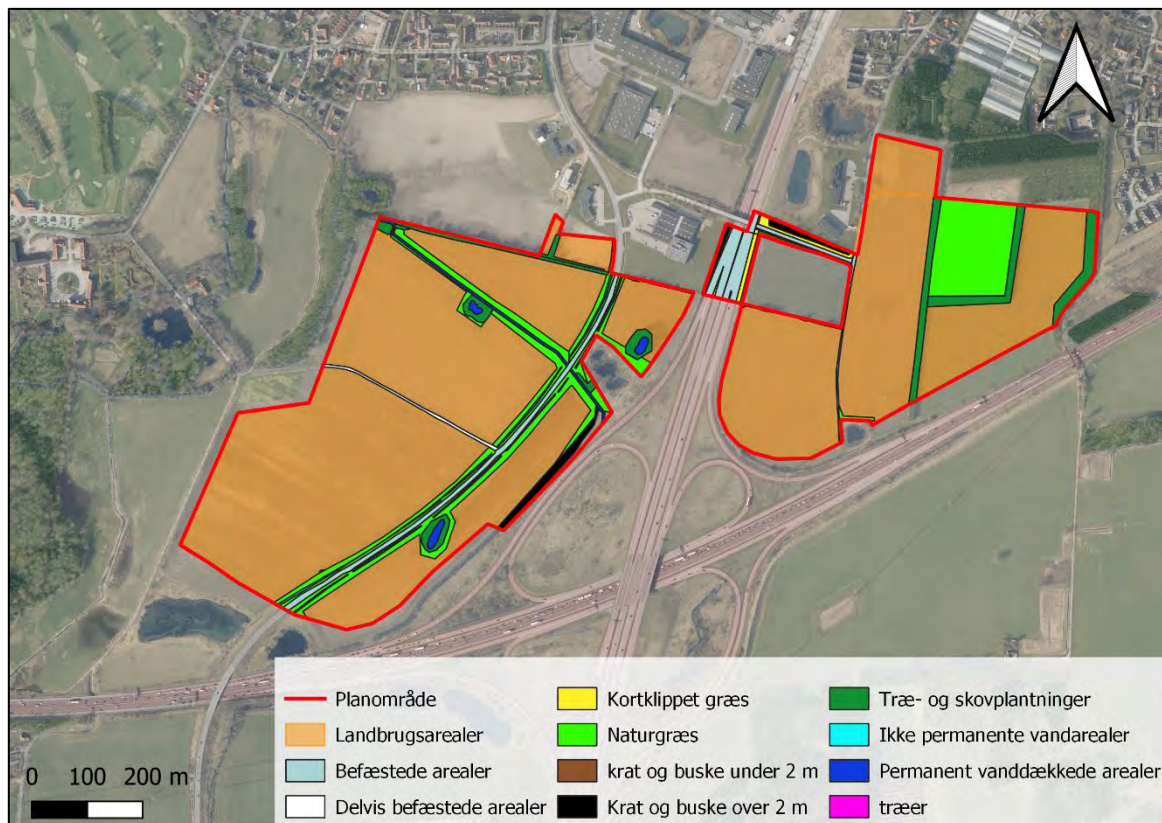 Planområde
Landbrugsarealer
Befæstede arealer
Delvis befæstede arealer
Kortklippet græs
Naturgræs
krat og buske under 2 m
Krat og buske over 2 m
Træ- og skovplantninger
Ikke permanente vandarealer
Permanent vanddækkede arealer
træer
0 100 200 m